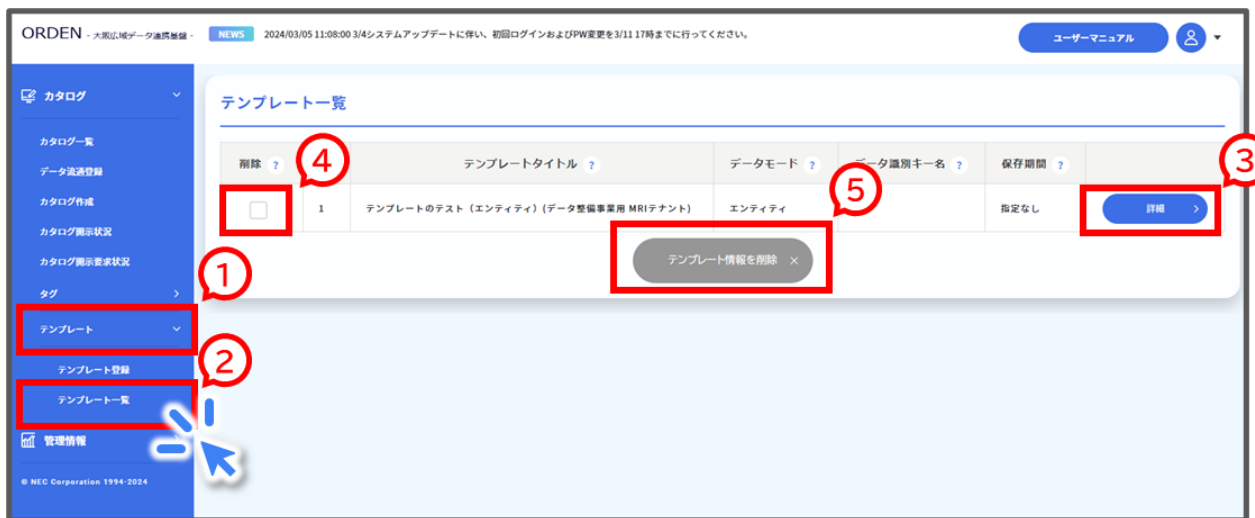 ORDEN - 大阪広域データ連携基盤 - NEWS 2024/03/05 11:08:00 3/4システムアップデートに伴い、初回ログインおよびPW変更を3/11 17時までに行ってください。 ユーザーマニュアル
カタログ
カタログ一覧
データ流通登録
カタログ作成
カタログ開示状況
カタログ開示要求状況
タグ
1
テンプレート
テンプレート登録
2
テンプレート一覧
管理情報
© NEC Corporation 1994-2024
テンプレート一覧
削除 ? 4 テンプレートタイトル ? データモード ? データ識別キー名 ? 保存期間 ? 3
1 テンプレートのテスト（エンティティ）(データ整備事業用 MRIテナント) エンティティ 5 指定なし 詳細
テンプレート情報を削除 ×